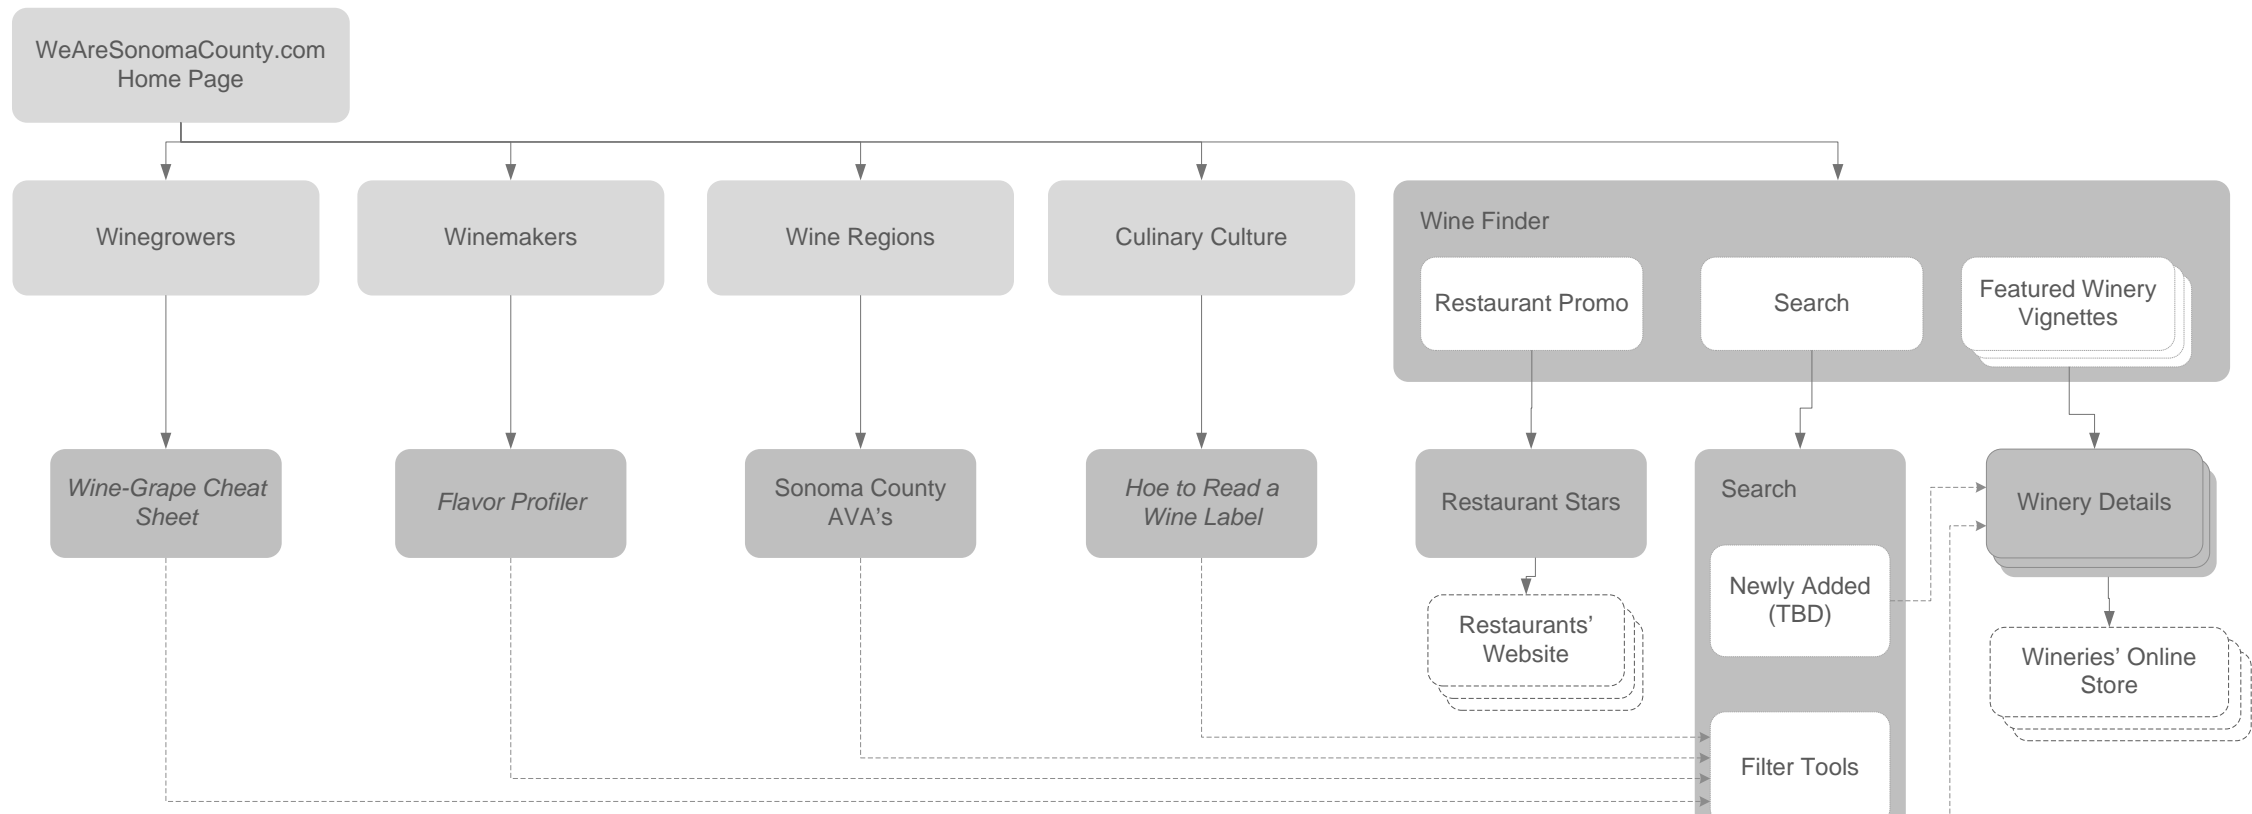 WeAreSonomaCounty.com
Home Page
Winegrowers
Winemakers
Wine Regions
Culinary Culture
Wine Finder
Restaurant Promo
Search
Featured Winery
Vignettes
Wine-Grape Cheat
Sheet
Flavor Profiler
Sonoma County
AVA's
Hoe to Read a
Wine Label
Restaurant Stars
Search
Winery Details
Newly Added
(TBD)
Restaurants’
Website
Wineries’ Online
Store
Filter Tools